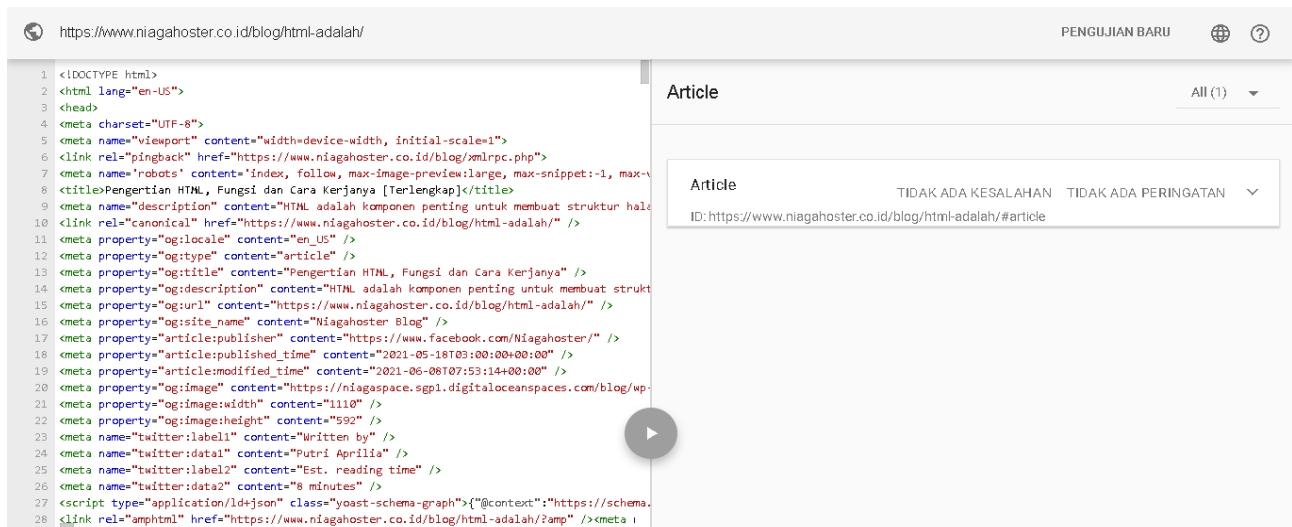 https://www.niagahoster.co.id/blog/html-adalah/
PENGUJIAN BARU
1 <!DOCTYPE html>
2 <html lang="en-US">
3 <head>
4 <meta charset="UTF-8">
5 <meta name="viewport" content="width=device-width, initial-scale=1">
6 <link rel="pingback" href="https://www.niagahoster.co.id/blog/xmlrpc.php">
7 <meta name='robots' content='index, follow, max-image-preview:large, max-snippet:-1, max-v
8 <title>Pengertian HTML, Fungsi dan Cara Kerjanya [Terlengkap]</title>
9 <meta name="description" content="HTML adalah komponen penting untuk membuat struktur hala
10 <link rel="canonical" href="https://www.niagahoster.co.id/blog/html-adalah/" />
11 <meta property="og:locale" content="en_US" />
12 <meta property="og:type" content="article" />
13 <meta property="og:title" content="Pengertian HTML, Fungsi dan Cara Kerjanya" />
14 <meta property="og:description" content="HTML adalah komponen penting untuk membuat strukt
15 <meta property="og:url" content="https://www.niagahoster.co.id/blog/html-adalah/" />
16 <meta property="og:site_name" content="Niagahoster Blog" />
17 <meta property="article:publisher" content="https://www.facebook.com/Niagahoster/" />
18 <meta property="article:published_time" content="2021-05-18T03:00:00+00:00" />
19 <meta property="article:modified_time" content="2021-06-08T07:53:14+00:00" />
20 <meta property="og:image" content="https://niagaspace.sgp1.digitaloceanspaces.com/blog/wp-
21 <meta property="og:image:width" content="1110" />
22 <meta property="og:image:height" content="592" />
23 <meta name="twitter:label1" content="Written by" />
24 <meta name="twitter:data1" content="Putri Aprilia" />
25 <meta name="twitter:label2" content="Est. reading time" />
26 <meta name="twitter:data2" content="8 minutes" />
27 <script type="application/ld+json" class="yoast-schema-graph">{"@context":"https://schema.
28 <link rel="amphtml" href="https://www.niagahoster.co.id/blog/html-adalah/?amp" /><meta
Article
All (1)
Article
TIDAK ADA KESALAHAN TIDAK ADA PERINGATAN
ID: https://www.niagahoster.co.id/blog/html-adalah/#article